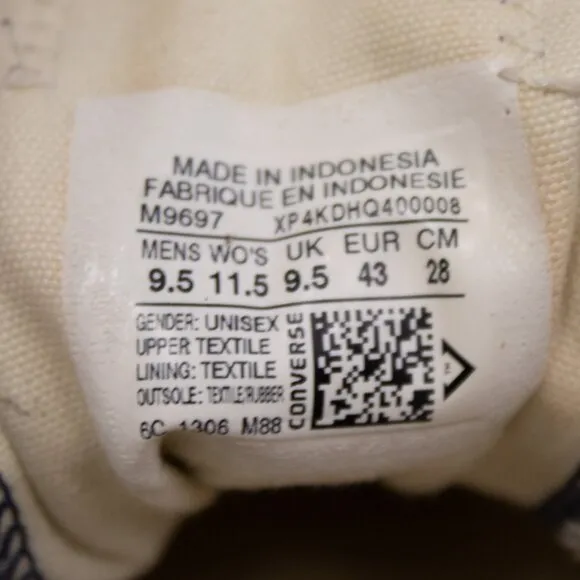 MADE IN INDONESIA
FABRIQUE EN INDONESIE
M9697 XP4KDHQ400008
MENS WO'S UK EUR CM
9.5 11.5 9.5 43 28
GENDER: UNISEX
UPPER TEXTILE
LINING: TEXTILE
OUTSOLE: TEXTILE/RUBBER
6C 1306 M88
CONVERSE
TM